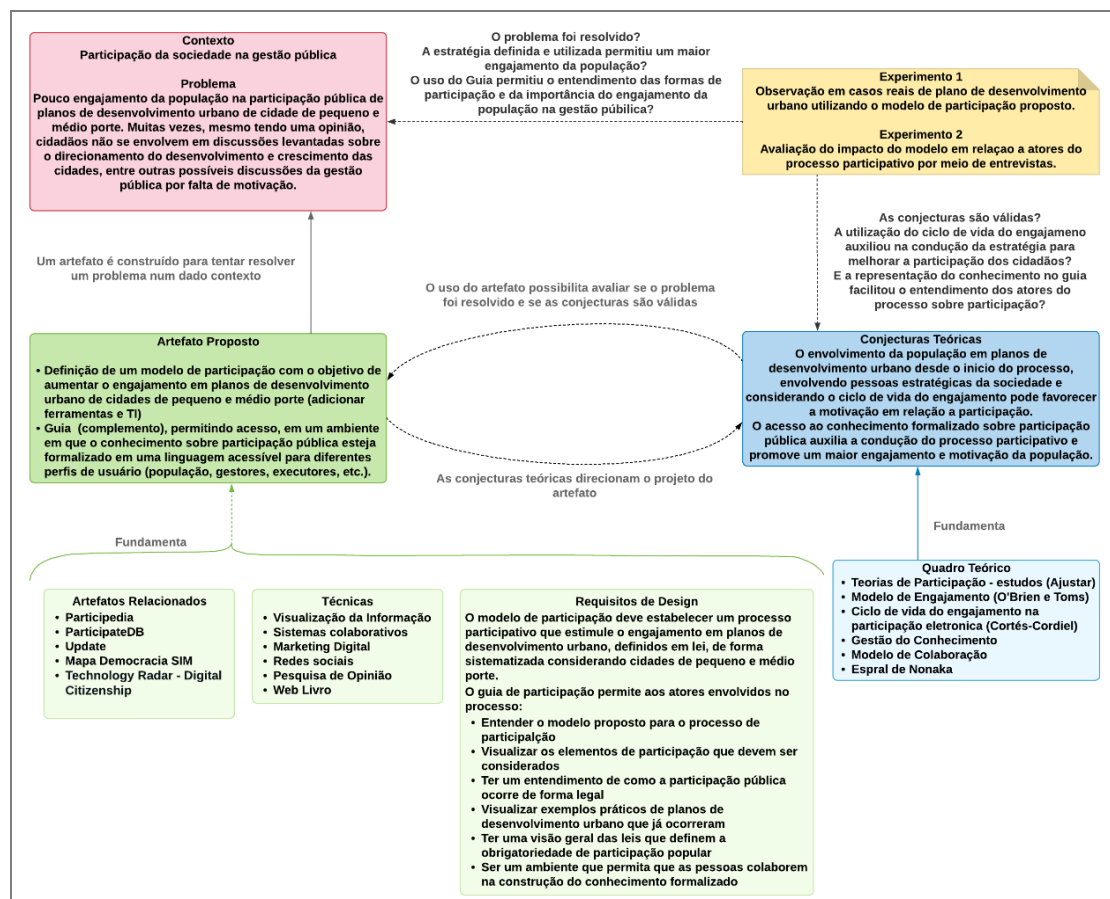 Contexto
Participação da sociedade na gestão pública
Problema
Pouco engajamento da população na participação pública de
planos de desenvolvimento urbano de cidade de pequeno e
médio porte. Muitas vezes, mesmo tendo uma opinião,
cidadãos não se envolvem em discussões levantadas sobre
o direcionamento do desenvolvimento e crescimento das
cidades, entre outras possíveis discussões da gestão
pública por falta de motivação.
O problema foi resolvido?
A estratégia definida e utilizada permitiu um maior
engajamento da população?
O uso do Guia permitiu o entendimento das formas de
participação e da importância do engajamento da
população na gestão púbilica?
Experimento 1
Observação em casos reais de plano de desenvolvimento
urbano utilizando o modelo de participação proposto.
Experimento 2
Avaliação do impacto do modelo em relaçao a atores do
processo participativo por meio de entrevistas.
Um artefato é construído para tentar resolver
um problema num dado contexto
O uso do artefato possibilita avaliar se o problema
foi resolvido e se as conjecturas são válidas
As conjecturas são válidas?
A utilização do ciclo de vida do engajameno
auxiliou na condução da estratégia para
melhorar a participação dos cidadãos?
E a representação do conhecimento no guia
facilitou o entendimento dos atores do
processo sobre participação?
Artefato Proposto
• Definição de um modelo de participação com o objetivo de
aumentar o engajamento em planos de desenvolvimento
urbano de cidades de pequeno e médio porte (adicionar
ferramentas e TI)
• Guia (complemento), permitindo acesso, em um ambiente
em que o conhecimento sobre participação pública esteja
formalizado em uma linguagem acessível para diferentes
perfis de usuário (população, gestores, executores, etc.).
Conjecturas Teóricas
O envolvimento da população em planos de
desenvolvimento urbano desde o inicio do processo,
envolvendo pessoas estratégicas da sociedade e
considerando o ciclo de vida do engajamento pode favorecer
a motivação em relação a participação.
O acesso ao conhecimento formalizado sobre participação
pública auxilia a condução do processo participativo e
promove um maior engajamento e motivação da população.
As conjecturas teóricas direcionam o projeto do
artefato
Fundamenta
Fundamenta
Artefatos Relacionados
• Participedia
• ParticipateDB
• Update
• Mapa Democracia SIM
• Technology Radar - Digital
Citizenship
Técnicas
• Visualização da Informação
• Sistemas colaborativos
• Marketing Digital
• Redes sociais
• Pesquisa de Opinião
• Web Livro
Requisitos de Design
O modelo de participação deve estabelecer um processo
participativo que estimule o engajamento em planos de
desenvolvimento urbano, definidos em lei, de forma
sistematizada considerando cidades de pequeno e médio
porte.
O guia de participação permite aos atores envolvidos no
processo:
• Entender o modelo proposto para o processo de
participalção
• Visualizar os elementos de participação que devem ser
considerados
• Ter um entendimento de como a participação pública
ocorre de forma legal
• Visualizar exemplos práticos de planos de
desenvolvimento urbano que já ocorreram
• Ter uma visão geral das leis que definem a
obrigatoriedade de participação popular
• Ser um ambiente que permita que as pessoas colaborem
na construção do conhecimento formalizado
Quadro Teórico
• Teorias de Participação - estudos (Ajustar)
• Modelo de Engajamento (O'Brien e Toms)
• Ciclo de vida do engajamento na
participação eletronica (Cortés-Cordiel)
• Gestão do Conhecimento
• Modelo de Colaboração
• Espral de Nonaka